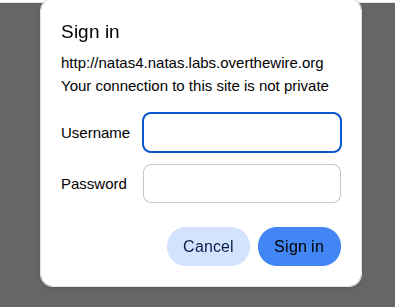 Sign in
http://natas4.natas.labs.overthewire.org
Your connection to this site is not private
Username
Password
Cancel Sign in